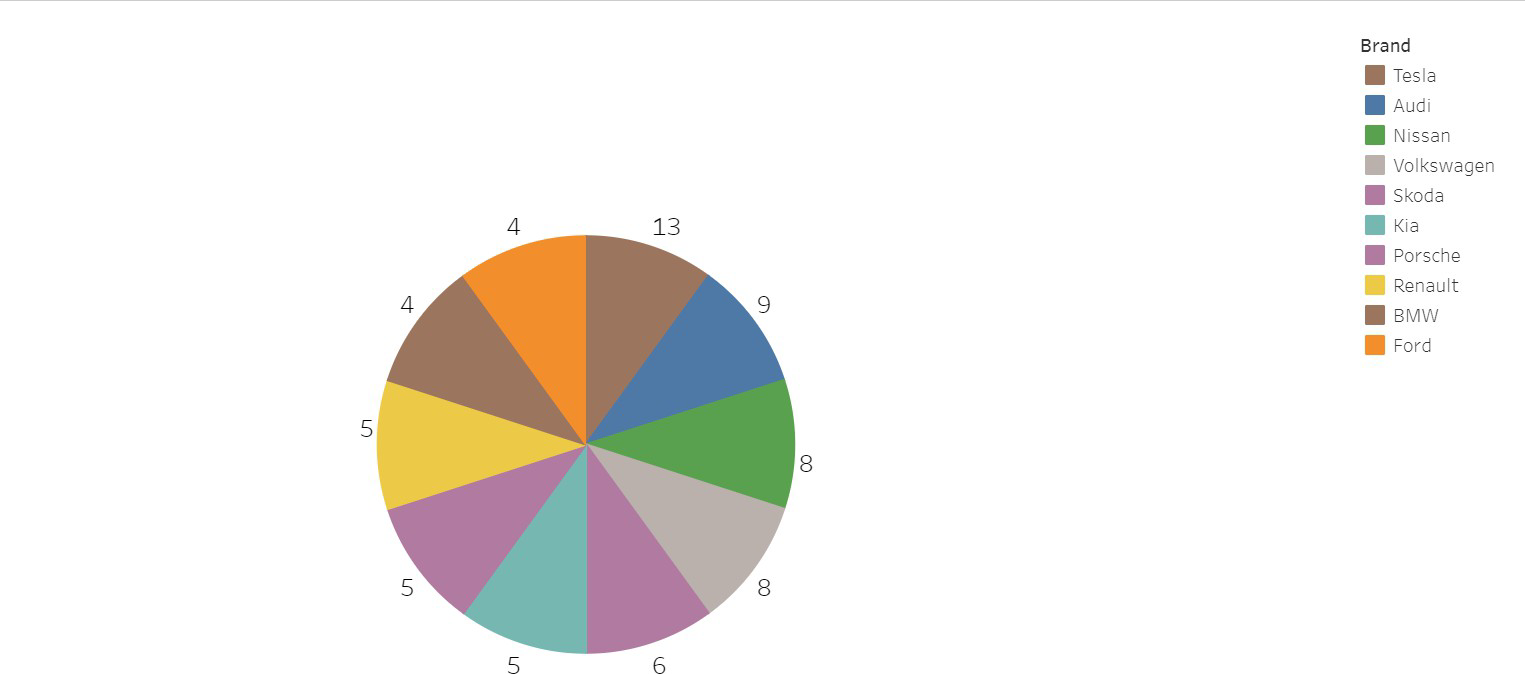 Brand
Tesla
Audi
Nissan
Volkswagen
Skoda
Kia
Porsche
Renault
BMW
Ford
4
13
4
9
5
8
5
8
5
6